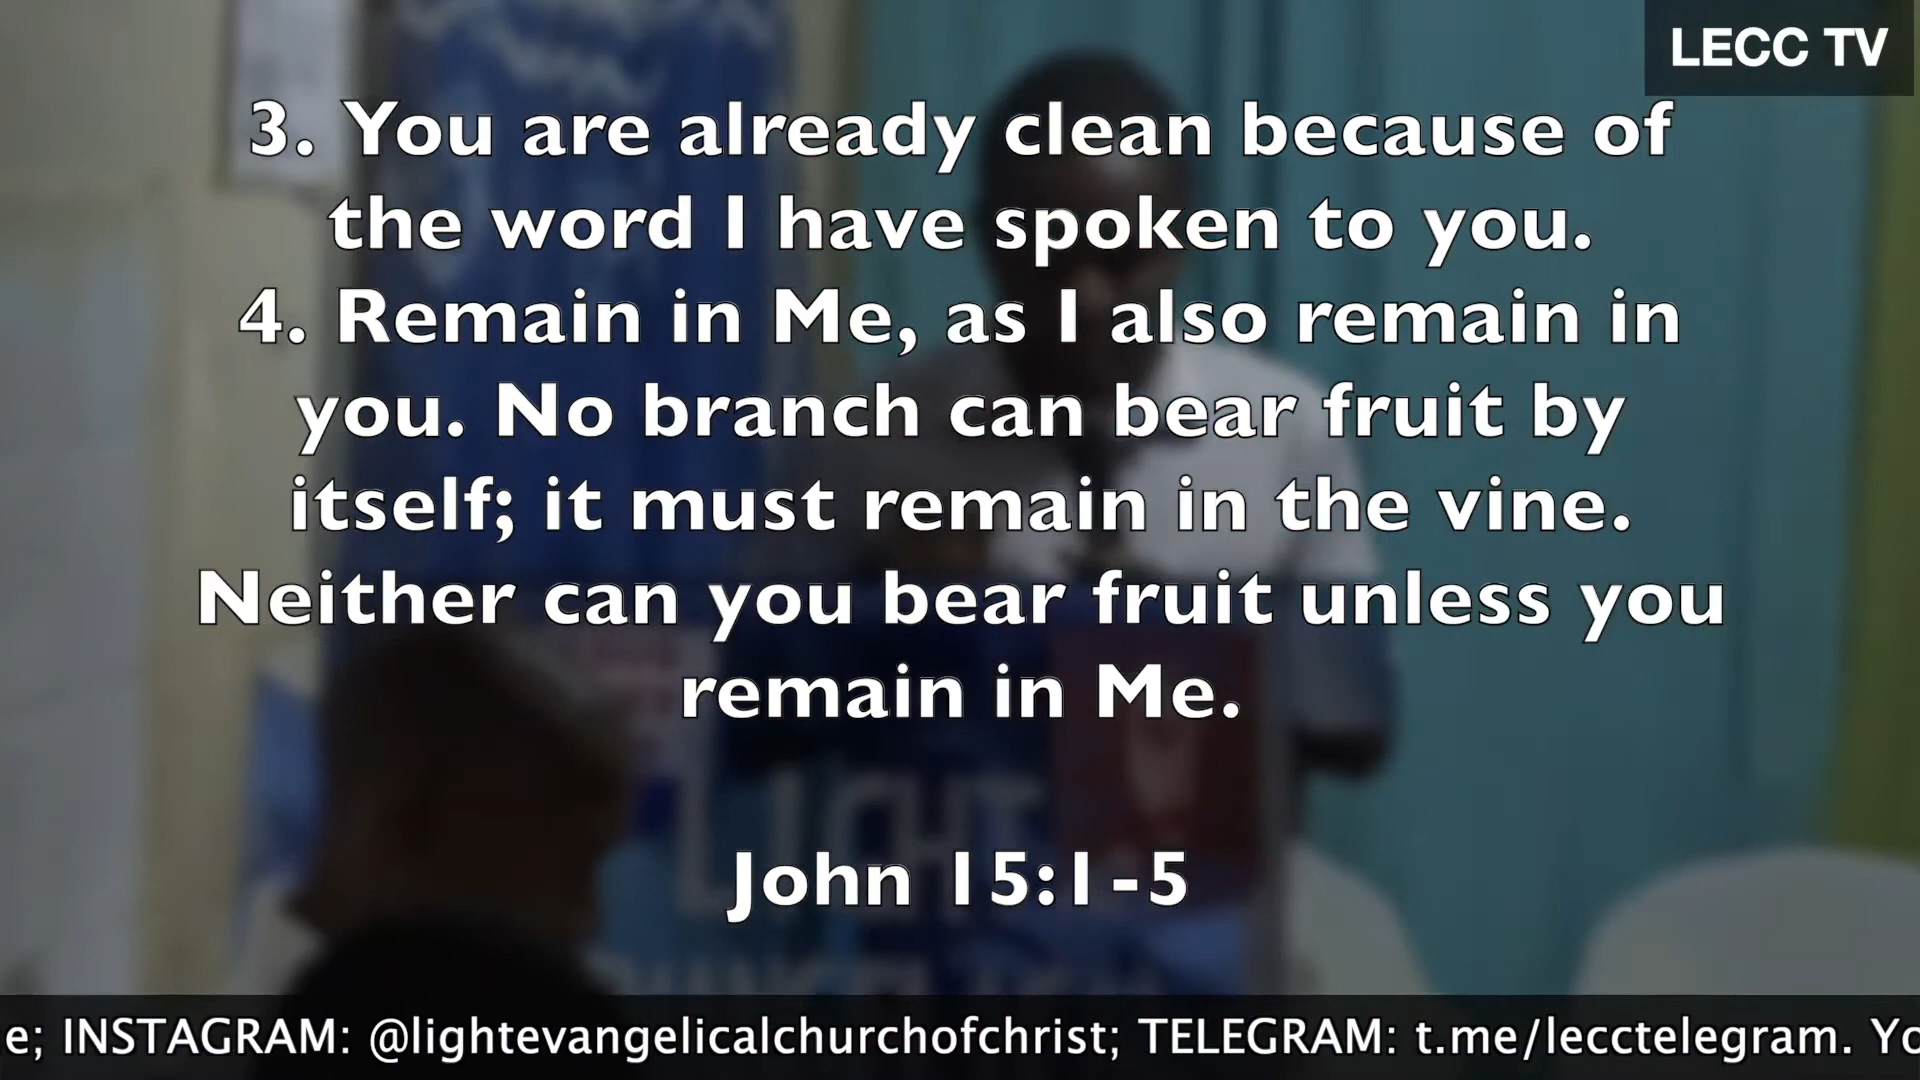 LECC TV
3. You are already clean because of
the word I have spoken to you.
4. Remain in Me, as I also remain in
you. No branch can bear fruit by
itself; it must remain in the vine.
Neither can you bear fruit unless you
remain in Me.
John 15:1-5
LIGHT
e; INSTAGRAM: @lightevangelicalchurchofchrist; TELEGRAM: t.me/lecctelegram. Yo